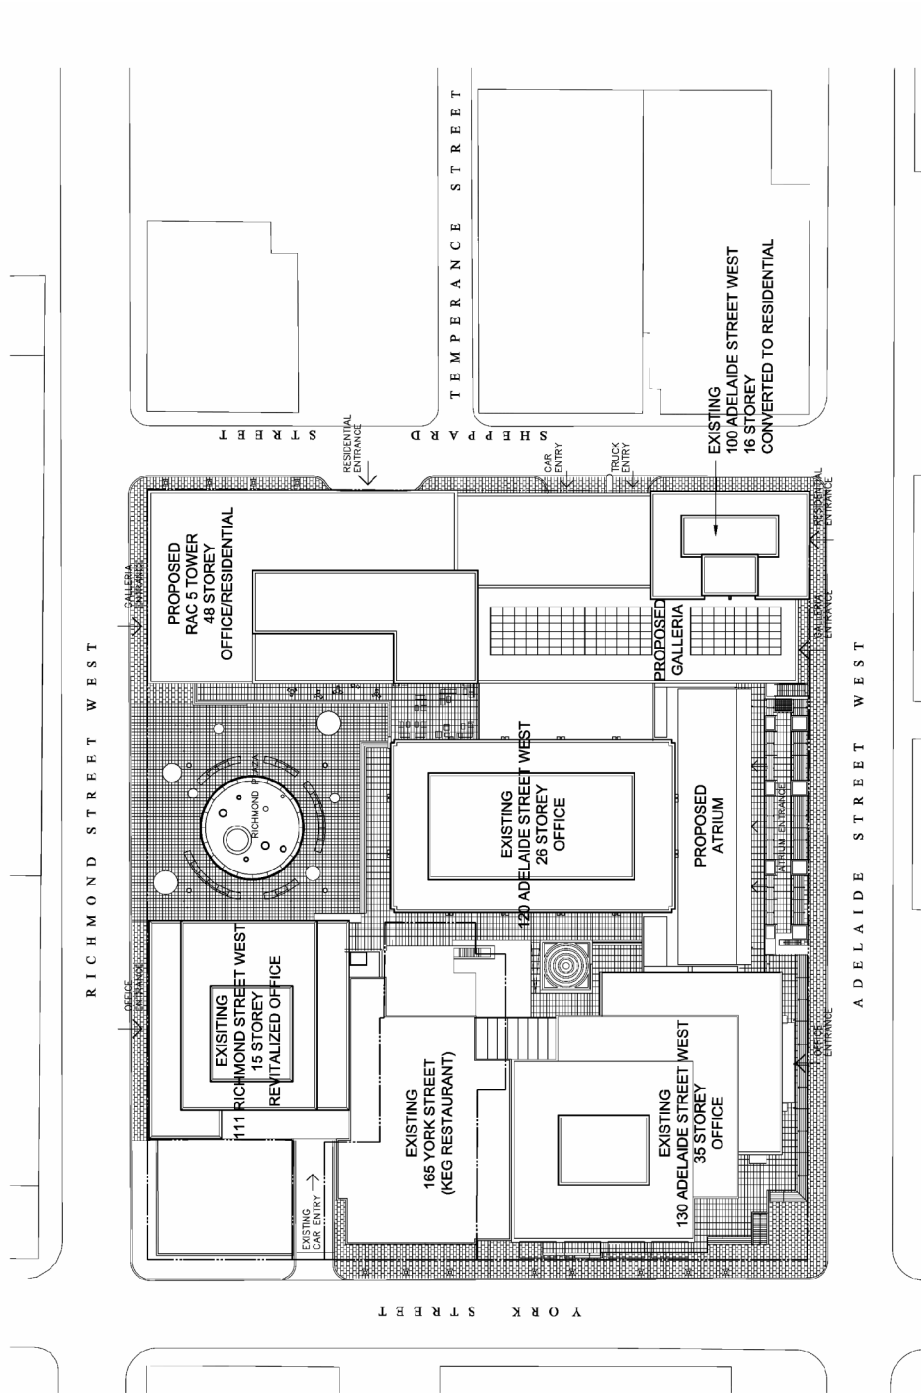 TEMPERANCE STREET
SHEPPARD STREET
RICHMOND STREET WEST
ADELAIDE STREET WEST
YORK STREET
RESIDENTIAL
ENTRANCE
CAR
ENTRY
TRUCK
ENTRY
EXISTING
100 ADELAIDE STREET WEST
16 STOREY
CONVERTED TO RESIDENTIAL
RESIDENTIAL
ENTRANCE
GALLERIA
ENTRANCE
PROPOSED
RAC 5 TOWER
48 STOREY
OFFICE/RESIDENTIAL
PROPOSED
GALLERIA
GALLERIA
ENTRANCE
RICHMOND PLAZA
EXISTING
120 ADELAIDE STREET WEST
26 STOREY
OFFICE
PROPOSED
ATRIUM
ATRIUM ENTRANCE
OFFICE
ENTRANCE
EXISITING
111 RICHMOND STREET WEST
15 STOREY
REVITALIZED OFFICE
OFFICE
ENTRANCE
EXISTING
165 YORK STREET
(KEG RESTAURANT)
EXISTING
130 ADELAIDE STREET WEST
35 STOREY
OFFICE
EXISTING
CAR ENTRY